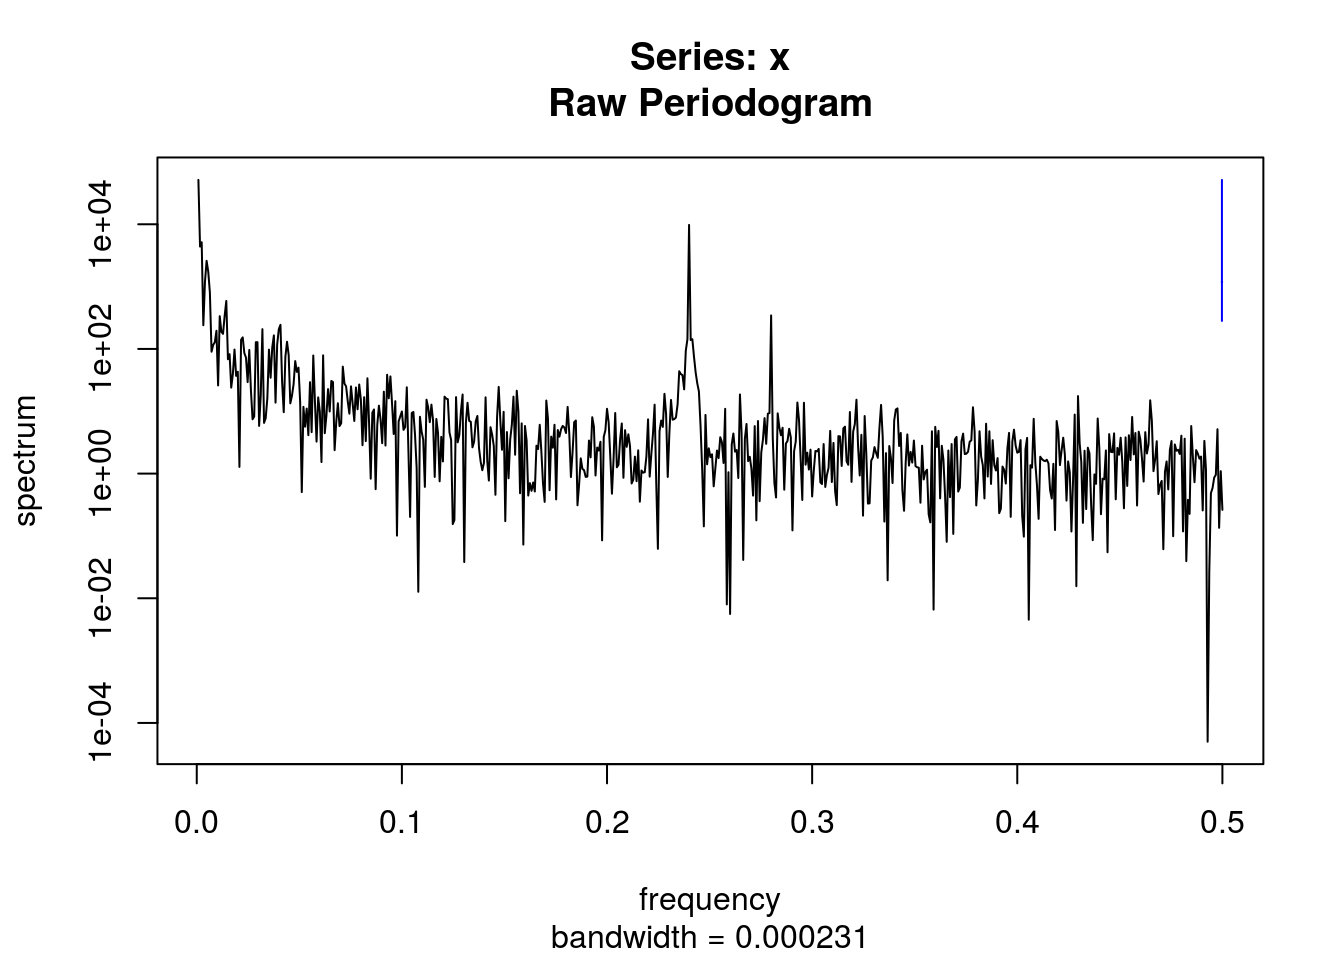 Series: x
Raw Periodogram
spectrum
1e+04
1e+02
1e+00
1e-02
1e-04
0.0 0.1 0.2 0.3 0.4 0.5
frequency
bandwidth = 0.000231